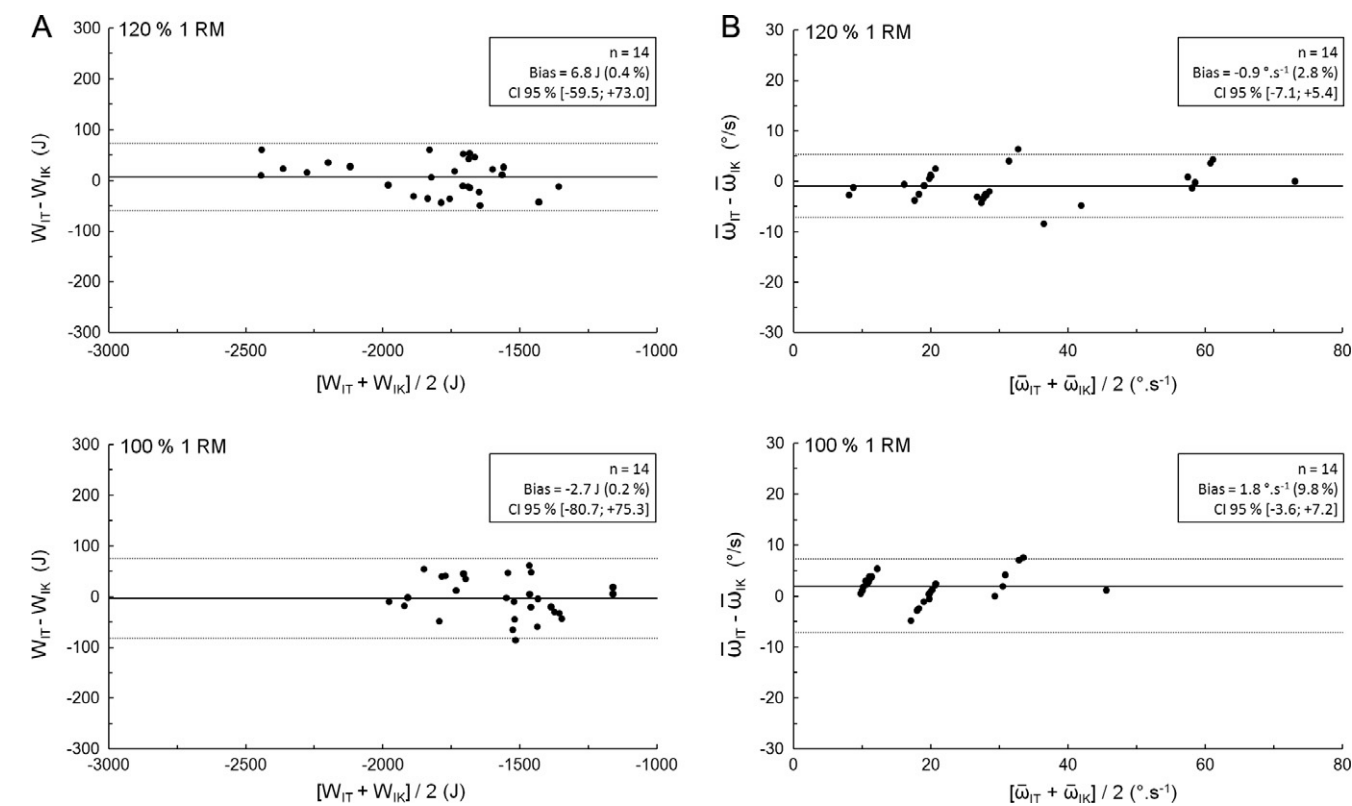 A
120 % 1 RM
n = 14
Bias = 6.8 J (0.4 %)
CI 95 % [-59.5; +73.0]
W_IT - W_IK (J)
300
200
100
0
-100
-200
-300
-3000 -2500 -2000 -1500 -1000
[W_IT + W_IK] / 2 (J)
B
120 % 1 RM
n = 14
Bias = -0.9 °.s⁻¹ (2.8 %)
CI 95 % [-7.1; +5.4]
ω̅_IT - ω̅_IK (°/s)
30
20
10
0
-10
-20
-30
0 20 40 60 80
[ω̅_IT + ω̅_IK] / 2 (°.s⁻¹)
100 % 1 RM
n = 14
Bias = -2.7 J (0.2 %)
CI 95 % [-80.7; +75.3]
W_IT - W_IK (J)
300
200
100
0
-100
-200
-300
-3000 -2500 -2000 -1500 -1000
[W_IT + W_IK] / 2 (J)
100 % 1 RM
n = 14
Bias = 1.8 °.s⁻¹ (9.8 %)
CI 95 % [-3.6; +7.2]
ω̅_IT - ω̅_IK (°/s)
30
20
10
0
-10
-20
-30
0 20 40 60 80
[ω̅_IT + ω̅_IK] / 2 (°.s⁻¹)